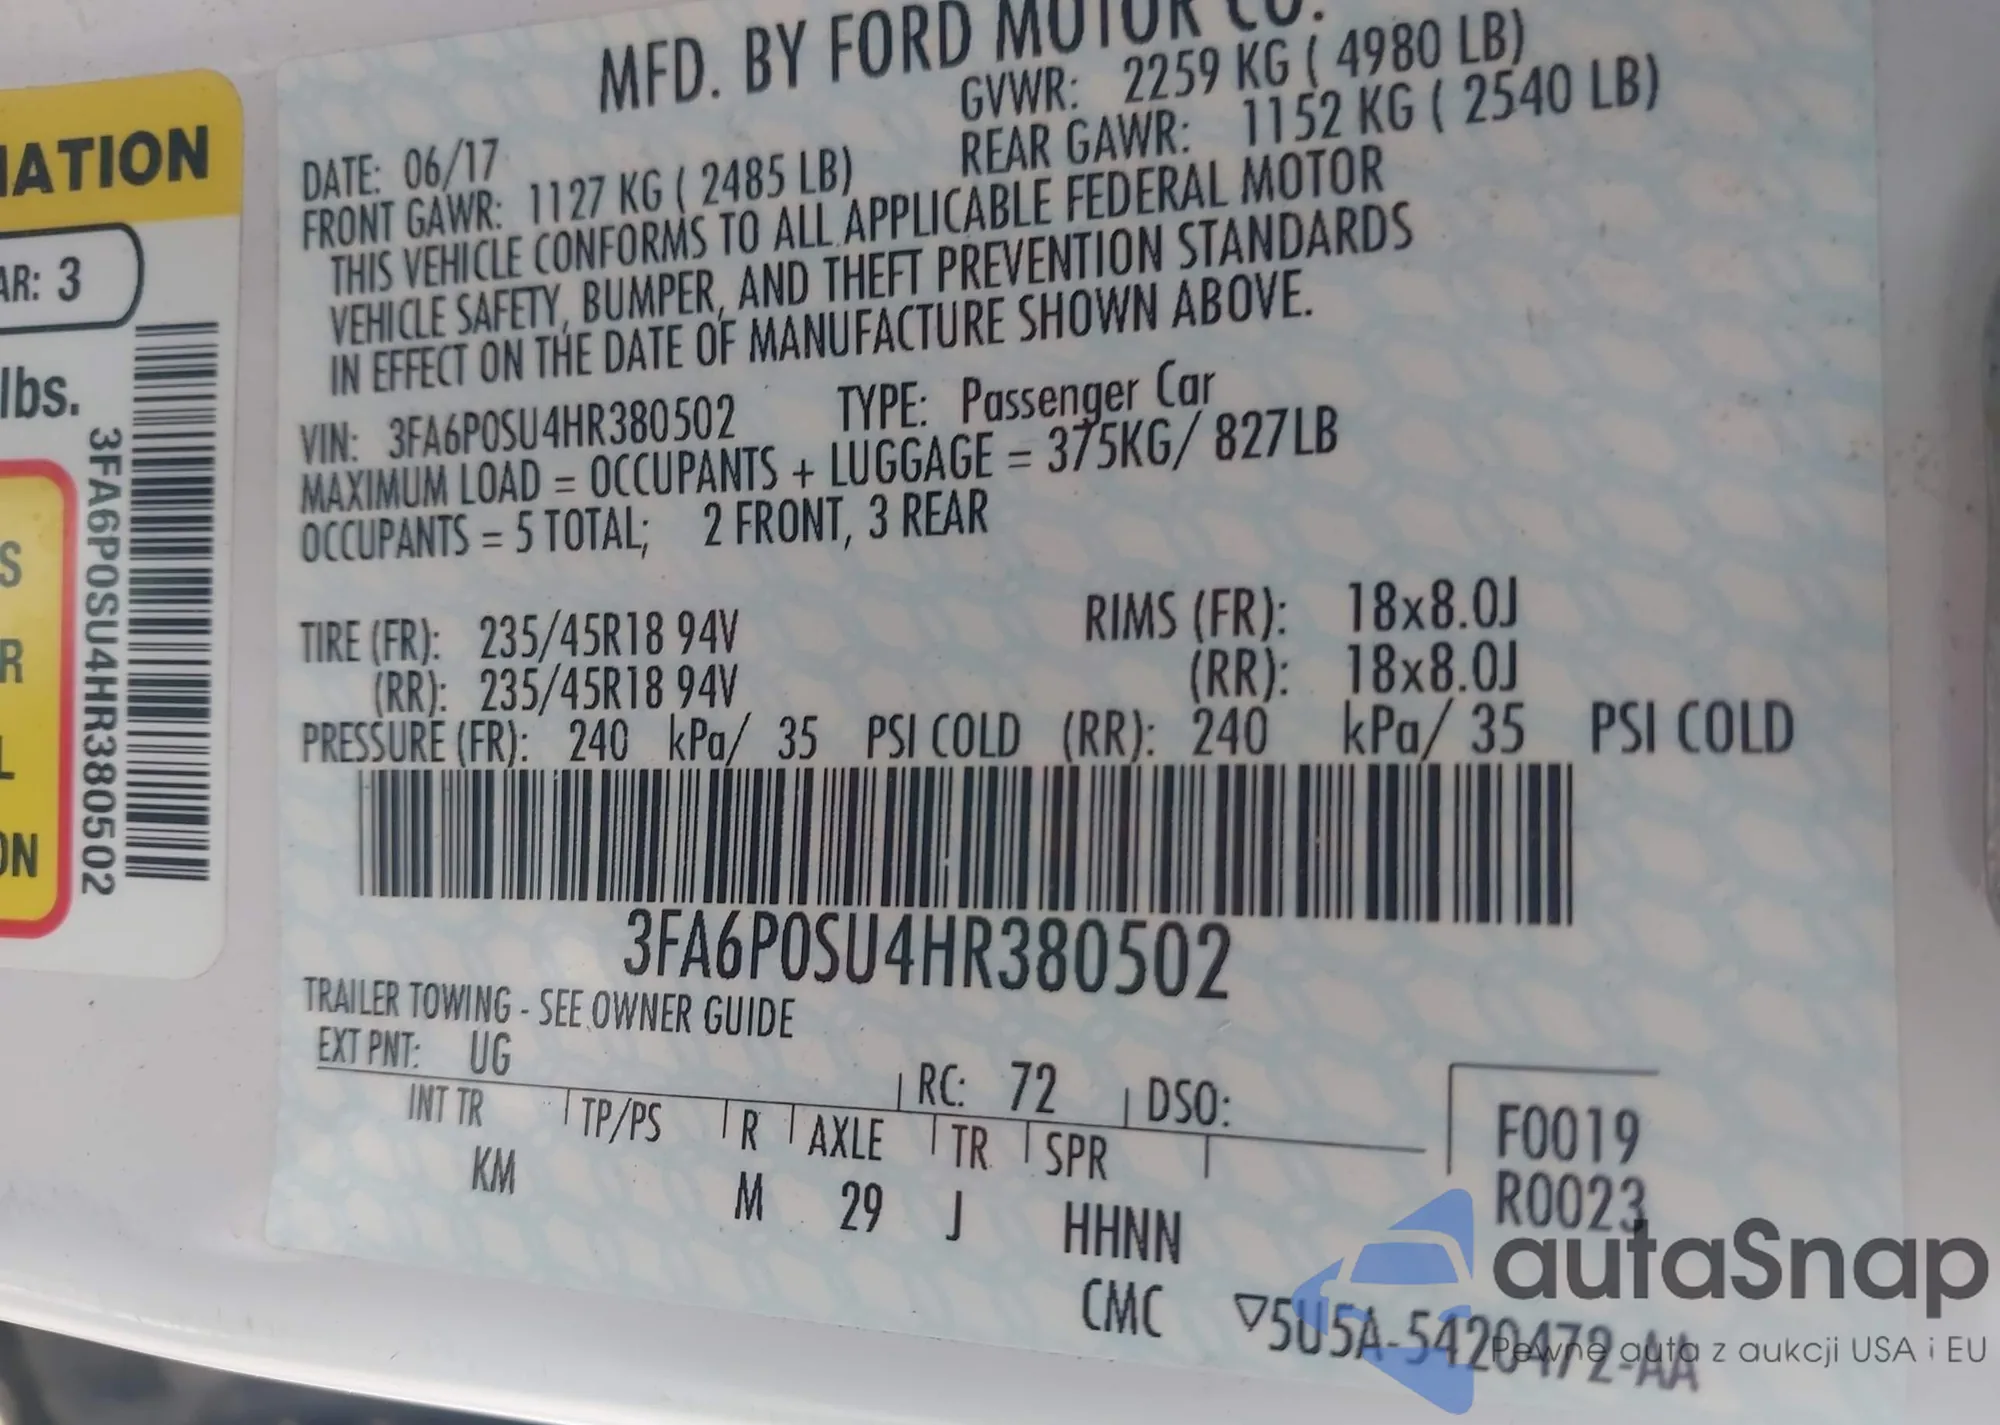 MFD. BY FORD MOTOR CO.
GVWR: 2259 KG ( 4980 LB)
DATE: 06/17
REAR GAWR: 1152 KG ( 2540 LB)
FRONT GAWR: 1127 KG ( 2485 LB)
THIS VEHICLE CONFORMS TO ALL APPLICABLE FEDERAL MOTOR
VEHICLE SAFETY, BUMPER, AND THEFT PREVENTION STANDARDS
IN EFFECT ON THE DATE OF MANUFACTURE SHOWN ABOVE.
VIN: 3FA6P0SU4HR380502 TYPE: Passenger Car
MAXIMUM LOAD = OCCUPANTS + LUGGAGE = 375KG/ 827LB
OCCUPANTS = 5 TOTAL; 2 FRONT, 3 REAR
TIRE (FR): 235/45R18 94V RIMS (FR): 18x8.0J
(RR): 235/45R18 94V (RR): 18x8.0J
PRESSURE (FR): 240 kPa/ 35 PSI COLD (RR): 240 kPa/ 35 PSI COLD
3FA6P0SU4HR380502
TRAILER TOWING - SEE OWNER GUIDE
EXT PNT: UG RC: 72 DSO:
INT TR TP/PS R AXLE TR SPR
KM M 29 J HHNN
F0019
R0023
CMC ▽5U5A-5420472-AA
IATION
AR: 3
lbs.
3FA6P0SU4HR380502
S
R
L
ON
autaSnap
Pewne auta z aukcji USA i EU